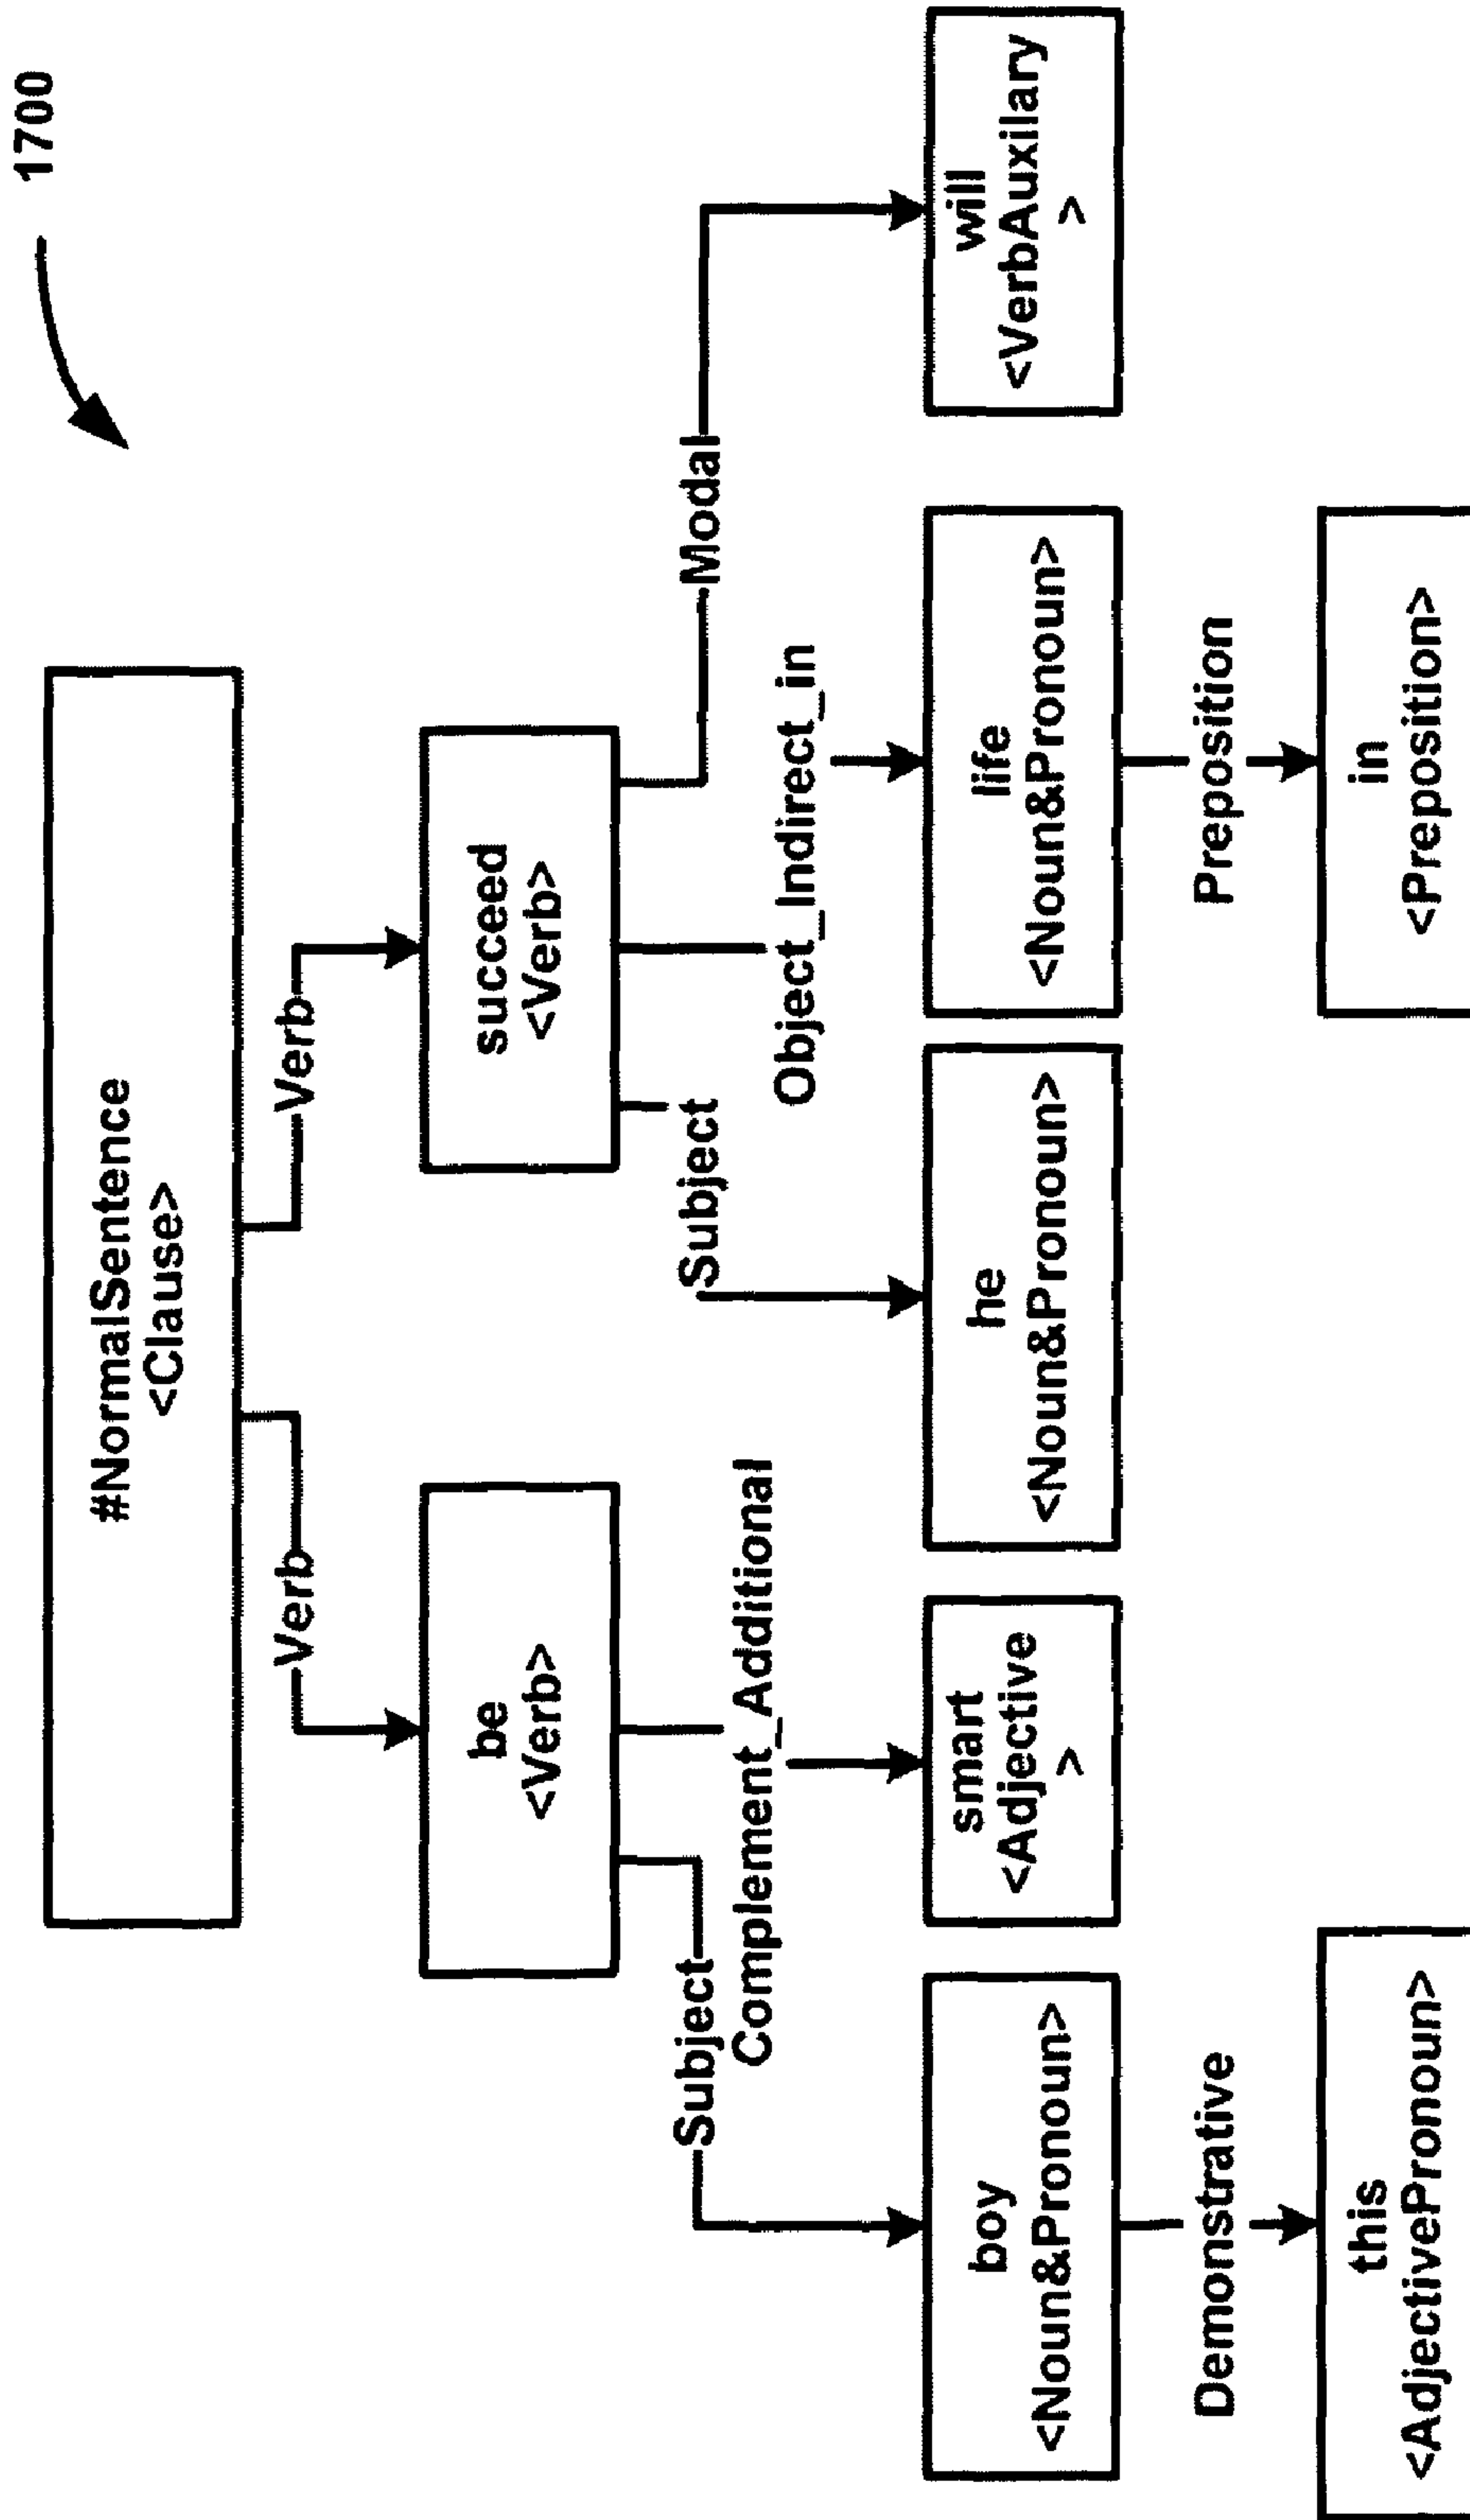 1700
#NormalSentence
<Clause>
Verb
Verb
be
<Verb>
succeed
<Verb>
Subject
Complement_Additional
Subject
Object_Indirect_in
Modal
boy
<Noun&Pronoun>
smart
<Adjective
>
he
<Noun&Pronoun>
life
<Noun&Pronoun>
will
<VerbAuxilary
>
Demonstrative
Preposition
this
<AdjectivePronoun>
in
<Preposition>